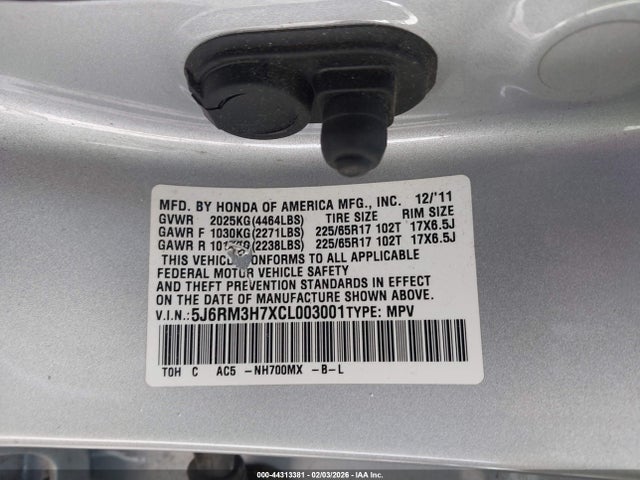 MFD. BY HONDA OF AMERICA MFG., INC. 12/'11
GVWR 2025KG(4464LBS) TIRE SIZE RIM SIZE
GAWR F 1030KG(2271LBS) 225/65R17 102T 17X6.5J
GAWR R (2238LBS) 225/65R17 102T 17X6.5J
THIS VEHICLE CONFORMS TO ALL APPLICABLE
FEDERAL MOTOR VEHICLE SAFETY
AND THEFT PREVENTION STANDARDS IN EFFECT
ON THE DATE OF MANUFACTURE SHOWN ABOVE.
V.I.N.:5J6RM3H7XCL003001 TYPE: MPV
TOH C AC5 -NH700MX -B-L
000-44313381 - 02/03/2026 - IAA Inc.